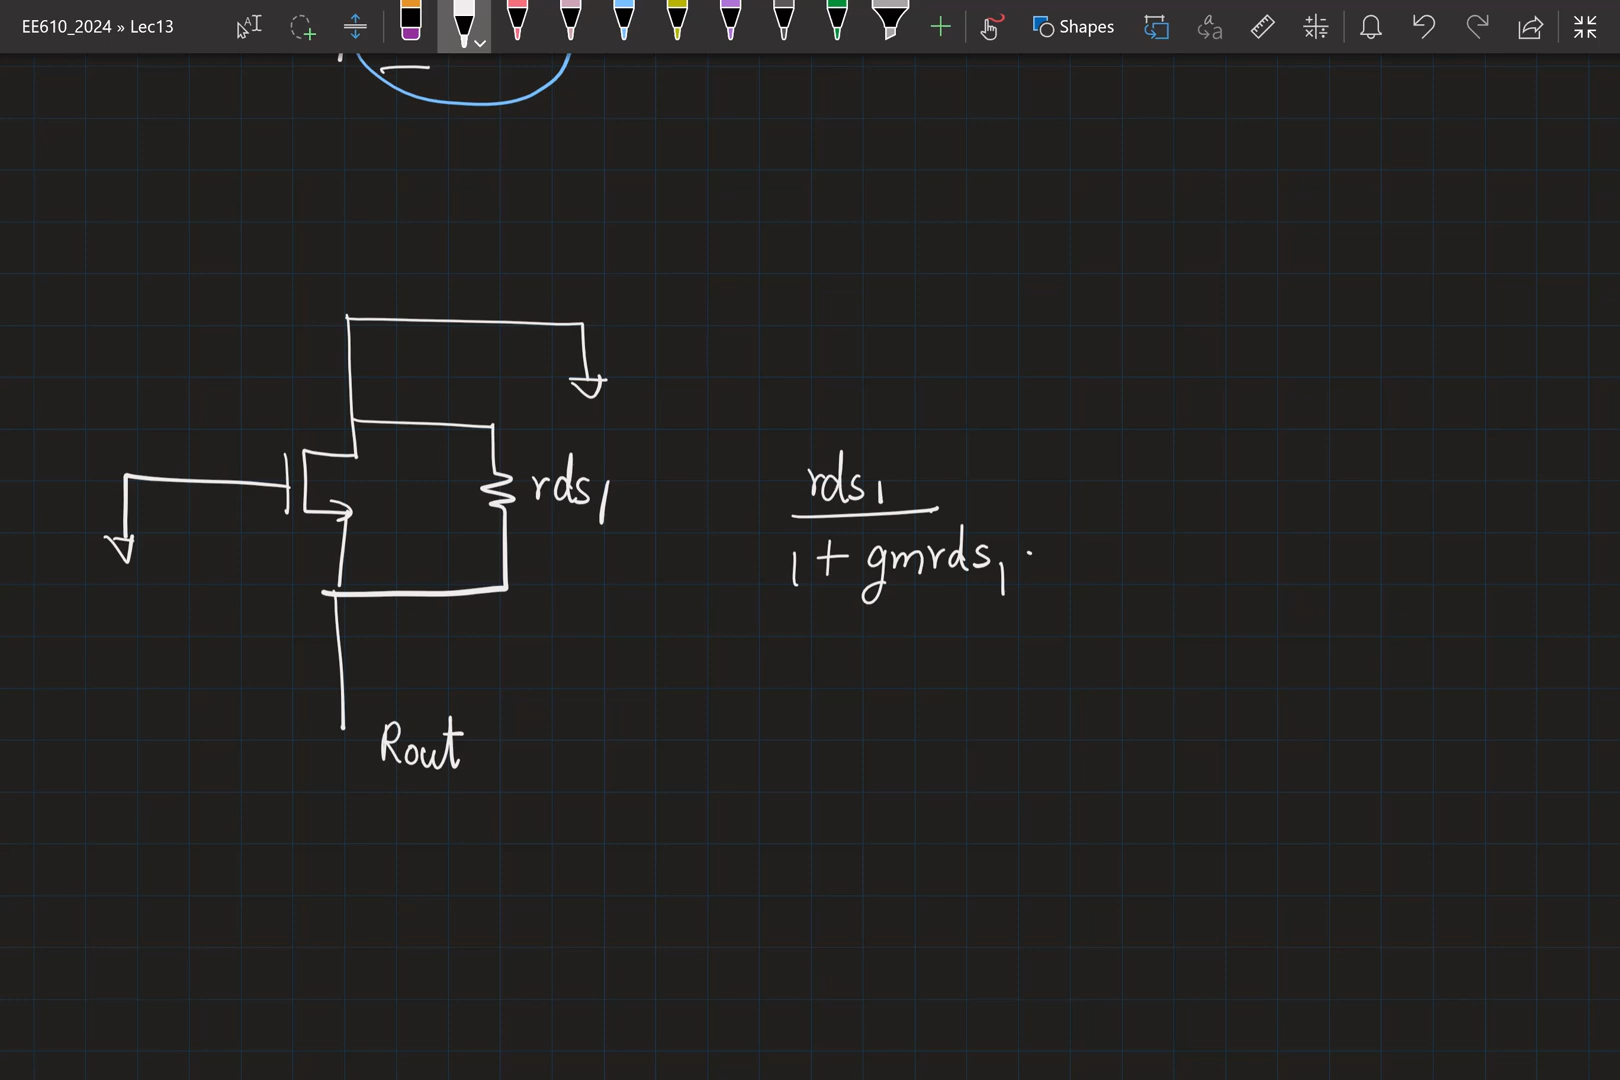 EE610_2024 » Lec13
Shapes
rds1
rds1
1 + gmrds1
Rout